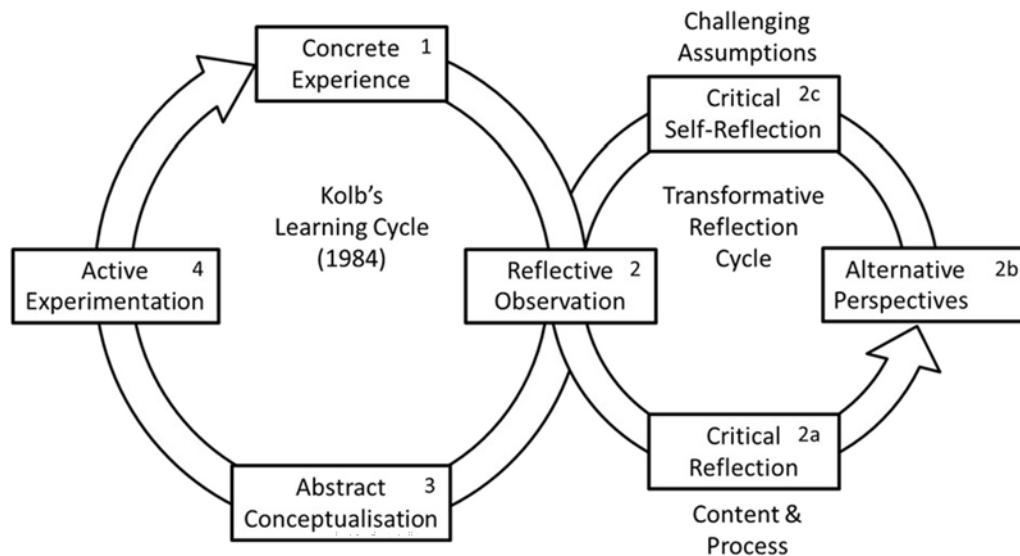 Concrete 1
Experience
Kolb's
Learning Cycle
(1984)
Active 4
Experimentation
Reflective 2
Observation
Abstract 3
Conceptualisation
Challenging
Assumptions
Critical 2c
Self-Reflection
Transformative
Reflection
Cycle
Alternative 2b
Perspectives
Critical 2a
Reflection
Content &
Process